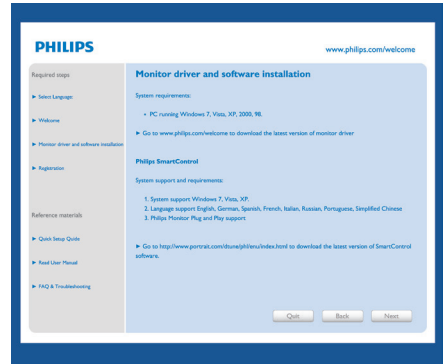 PHILIPS
www.philips.com/welcome
Required steps
► Select Language
► Welcome
► Monitor driver and software installation
► Registration
Reference materials
► Quick Setup Guide
► Read User Manual
► FAQ & Troubleshooting
Monitor driver and software installation
System requirements:
• PC running Windows 7, Vista, XP, 2000, 98.
► Go to www.philips.com/welcome to download the latest version of monitor driver
Philips SmartControl
System support and requirements:
1. System support Windows 7, Vista, XP.
2. Language support English, German, Spanish, French, Italian, Russian, Portuguese, Simplified Chinese
3. Philips Monitor Plug and Play support
► Go to http://www.portrait.com/dtune/phl/enu/index.html to download the latest version of SmartControl
software.
Quit
Back
Next